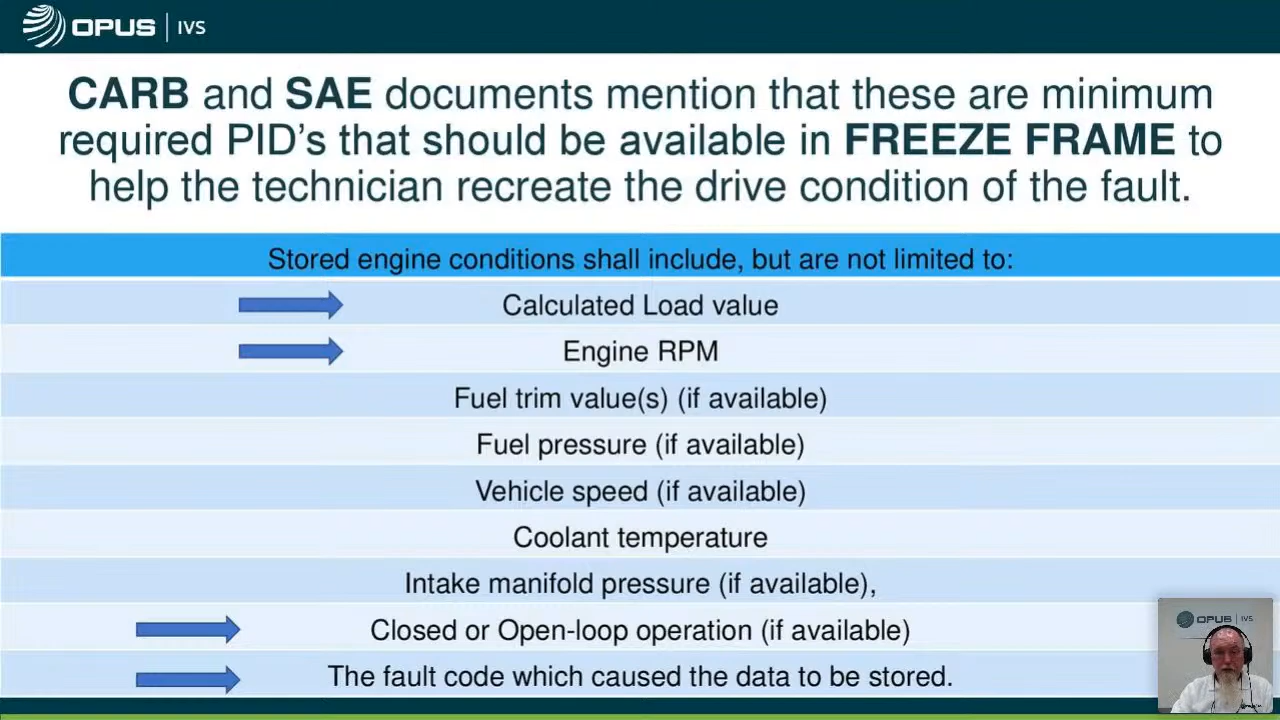 OPUS | IVS
CARB and SAE documents mention that these are minimum
required PID's that should be available in FREEZE FRAME to
help the technician recreate the drive condition of the fault.
Stored engine conditions shall include, but are not limited to:
Calculated Load value
Engine RPM
Fuel trim value(s) (if available)
Fuel pressure (if available)
Vehicle speed (if available)
Coolant temperature
Intake manifold pressure (if available),
Closed or Open-loop operation (if available)
The fault code which caused the data to be stored.
OPUS | IVS